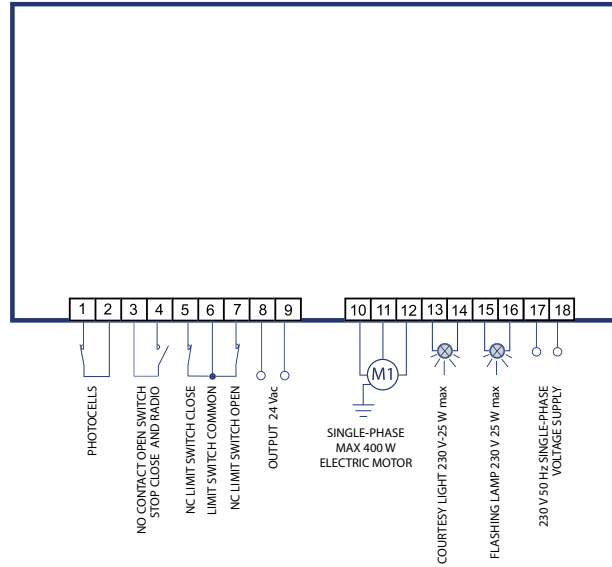 1 2 3 4 5 6 7 8 9
10 11 12 13 14 15 16 17 18
PHOTOCELLS
NO CONTACT OPEN SWITCH
STOP CLOSE AND RADIO
NC LIMIT SWITCH CLOSE
LIMIT SWITCH COMMON
NC LIMIT SWITCH OPEN
OUTPUT 24 Vac
M1
SINGLE-PHASE
MAX 400 W
ELECTRIC MOTOR
COURTESY LIGHT 230 V-25 W max
FLASHING LAMP 230 V 25 W max
230 V 50 Hz SINGLE-PHASE
VOLTAGE SUPPLY